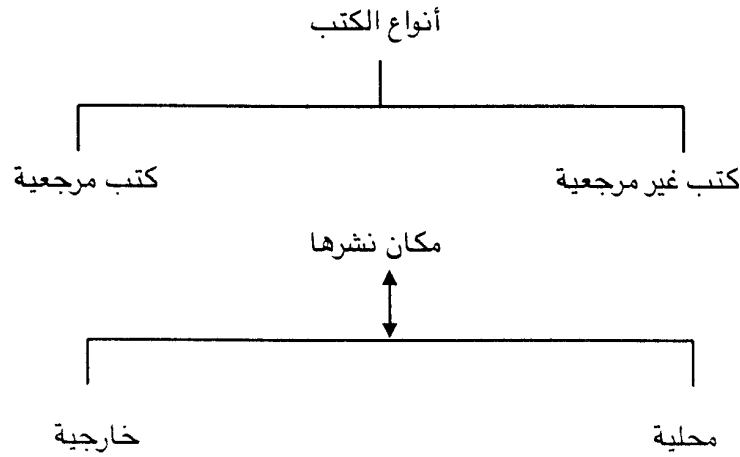 أنواع الكتب
كتب غير مرجعية
كتب مرجعية
مكان نشرها
محلية
خارجية